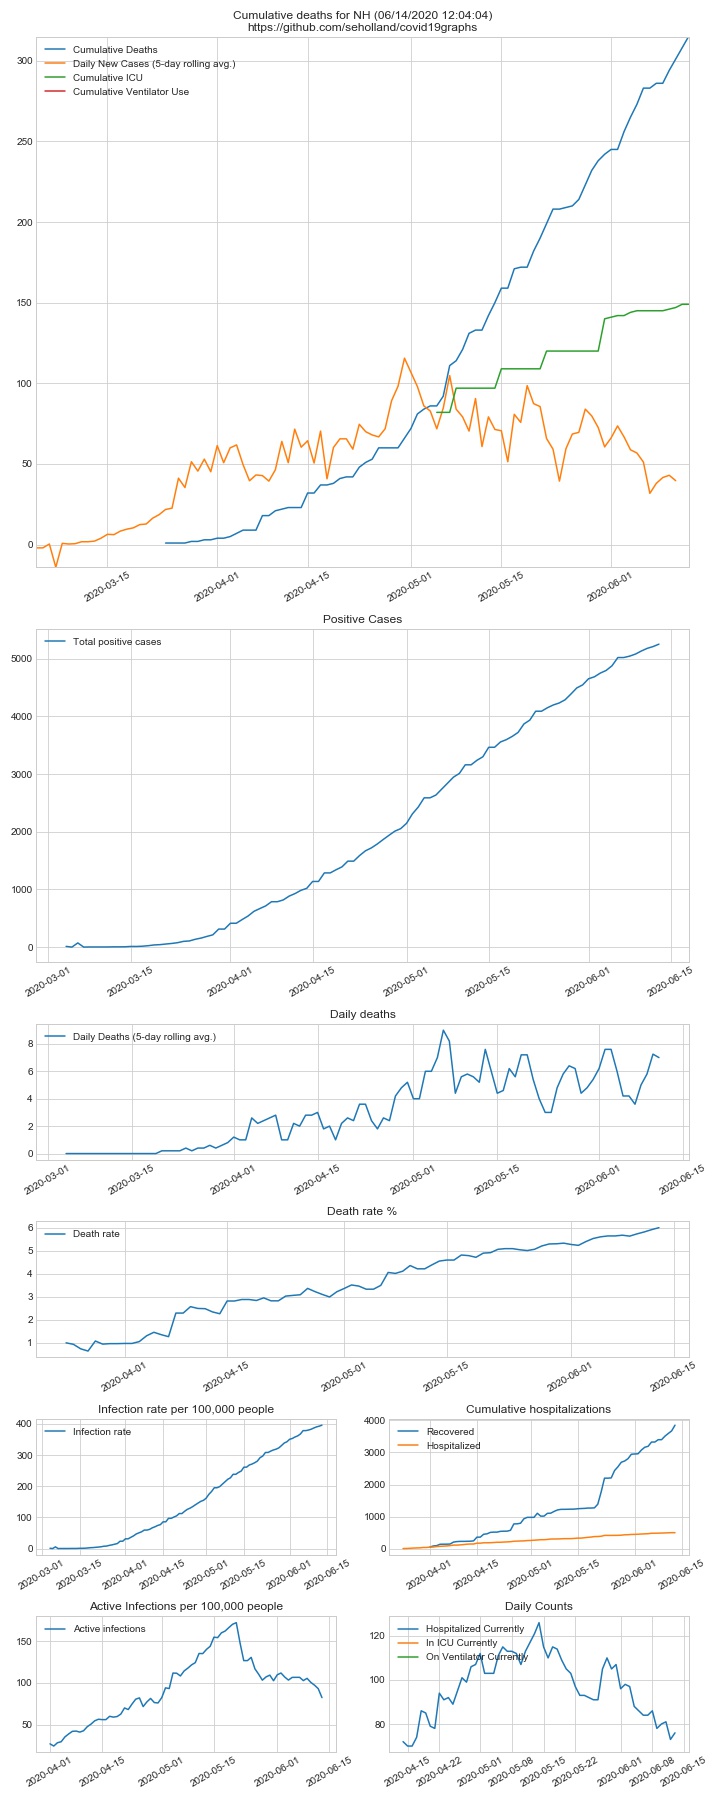 Cumulative deaths for NH (06/14/2020 12:04:04)
https://github.com/seholland/covid19graphs
Cumulative Deaths
Daily New Cases (5-day rolling avg.)
Cumulative ICU
Cumulative Ventilator Use
300
250
200
150
100
50
0
2020-03-15 2020-04-01 2020-04-15 2020-05-01 2020-05-15 2020-06-01
Positive Cases
Total positive cases
5000
4000
3000
2000
1000
0
2020-03-01 2020-03-15 2020-04-01 2020-04-15 2020-05-01 2020-05-15 2020-06-01 2020-06-15
Daily deaths
Daily Deaths (5-day rolling avg.)
8
6
4
2
0
2020-03-01 2020-03-15 2020-04-01 2020-04-15 2020-05-01 2020-05-15 2020-06-01 2020-06-15
Death rate %
Death rate
6
5
4
3
2
1
2020-04-01 2020-04-15 2020-05-01 2020-05-15 2020-06-01 2020-06-15
Infection rate per 100,000 people
Infection rate
400
300
200
100
0
2020-03-01 2020-03-15 2020-04-01 2020-04-15 2020-05-01 2020-05-15 2020-06-01 2020-06-15
Cumulative hospitalizations
Recovered
Hospitalized
4000
3000
2000
1000
0
2020-04-01 2020-04-15 2020-05-01 2020-05-15 2020-06-01 2020-06-15
Active Infections per 100,000 people
Active infections
150
100
50
2020-04-01 2020-04-15 2020-05-01 2020-05-15 2020-06-01 2020-06-15
Daily Counts
Hospitalized Currently
In ICU Currently
On Ventilator Currently
120
100
80
2020-04-15 2020-04-22 2020-05-01 2020-05-08 2020-05-15 2020-05-22 2020-06-01 2020-06-08 2020-06-15